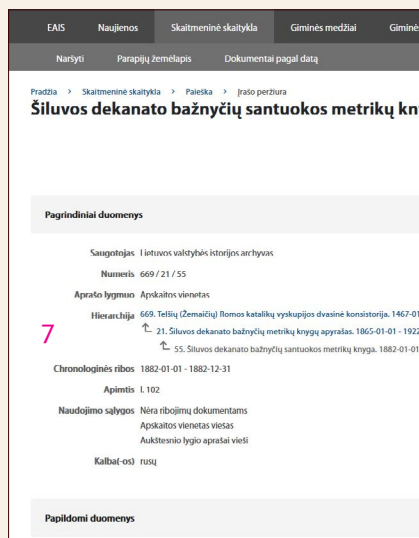 EAIS Naujienos Skaitmeninė skaitykla Giminės medžiai Giminės
Naršyti Parapijų žemėlapis Dokumentai pagal datą
Pradžia > Skaitmeninė skaitykla > Paieška > Įrašo peržiura
Šiluvos dekanato bažnyčių santuokos metrikų kny
Pagrindiniai duomenys
Saugotojas Lietuvos valstybės istorijos archyvas
Numeris 669 / 21 / 55
Aprašo lygmuo Apskaitos vienetas
Hierarchija 669. Telšių (Žemaičių) Romos katalikų vyskupijos dvasinė konsistorija. 1467-01
7
21. Šiluvos dekanato bažnyčių metrikų knygų apyrašas. 1865-01-01 - 1922
55. Šiluvos dekanato bažnyčių santuokos metrikų knyga. 1882-01-01
Chronologinės ribos 1882-01-01 - 1882-12-31
Apimtis l. 102
Naudojimo sąlygos Nėra ribojimų dokumentams
Apskaitos vienetas viešas
Aukštesnio lygio aprašai vieši
Kalba(-os) rusų
Papildomi duomenys